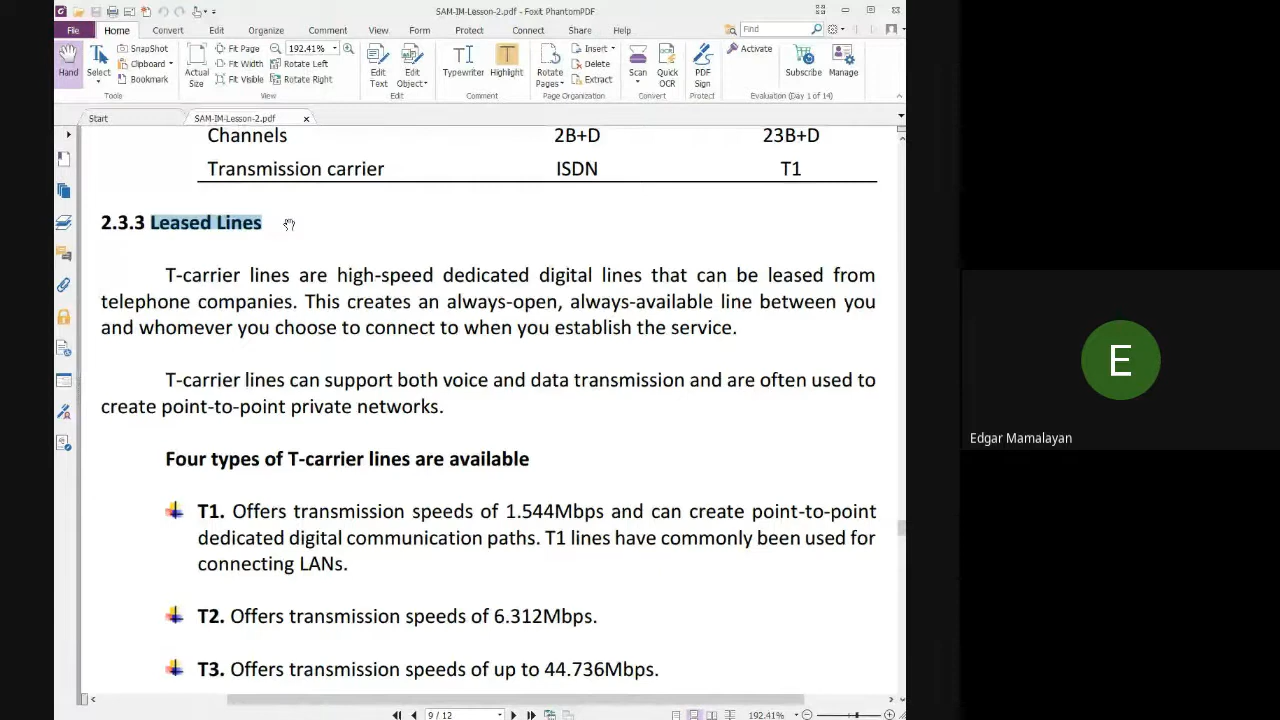 SAM-IM-Lesson-2.pdf - Foxit PhantomPDF
File Home Convert Edit Organize Comment View Form Protect Connect Share Help Find
Hand
Select
SnapShot
Clipboard
Bookmark
Tools
Actual Size
Fit Page
Fit Width
Fit Visible
192.41%
Rotate Left
Rotate Right
View
Edit Text
Edit Object
Edit
Typewriter
Highlight
Comment
Rotate Pages
Insert
Delete
Extract
Page Organization
Scan
Quick OCR
Convert
PDF Sign
Protect
Activate
Subscribe
Manage
Evaluation (Day 1 of 14)
Start SAM-IM-Lesson-2.pdf
Channels 2B+D 23B+D
Transmission carrier ISDN T1
2.3.3 Leased Lines
T-carrier lines are high-speed dedicated digital lines that can be leased from
telephone companies. This creates an always-open, always-available line between you
and whomever you choose to connect to when you establish the service.
T-carrier lines can support both voice and data transmission and are often used to
create point-to-point private networks.
Four types of T-carrier lines are available
T1. Offers transmission speeds of 1.544Mbps and can create point-to-point
dedicated digital communication paths. T1 lines have commonly been used for
connecting LANs.
T2. Offers transmission speeds of 6.312Mbps.
T3. Offers transmission speeds of up to 44.736Mbps.
9 / 12 192.41%
E
Edgar Mamalayan